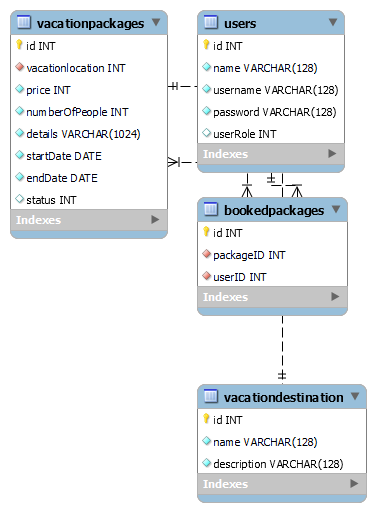 vacationpackages
id INT
vacationlocation INT
price INT
numberOfPeople INT
details VARCHAR(1024)
startDate DATE
endDate DATE
status INT
Indexes
users
id INT
name VARCHAR(128)
username VARCHAR(128)
password VARCHAR(128)
userRole INT
Indexes
bookedpackages
id INT
packageID INT
userID INT
Indexes
vacationdestination
id INT
name VARCHAR(128)
description VARCHAR(128)
Indexes